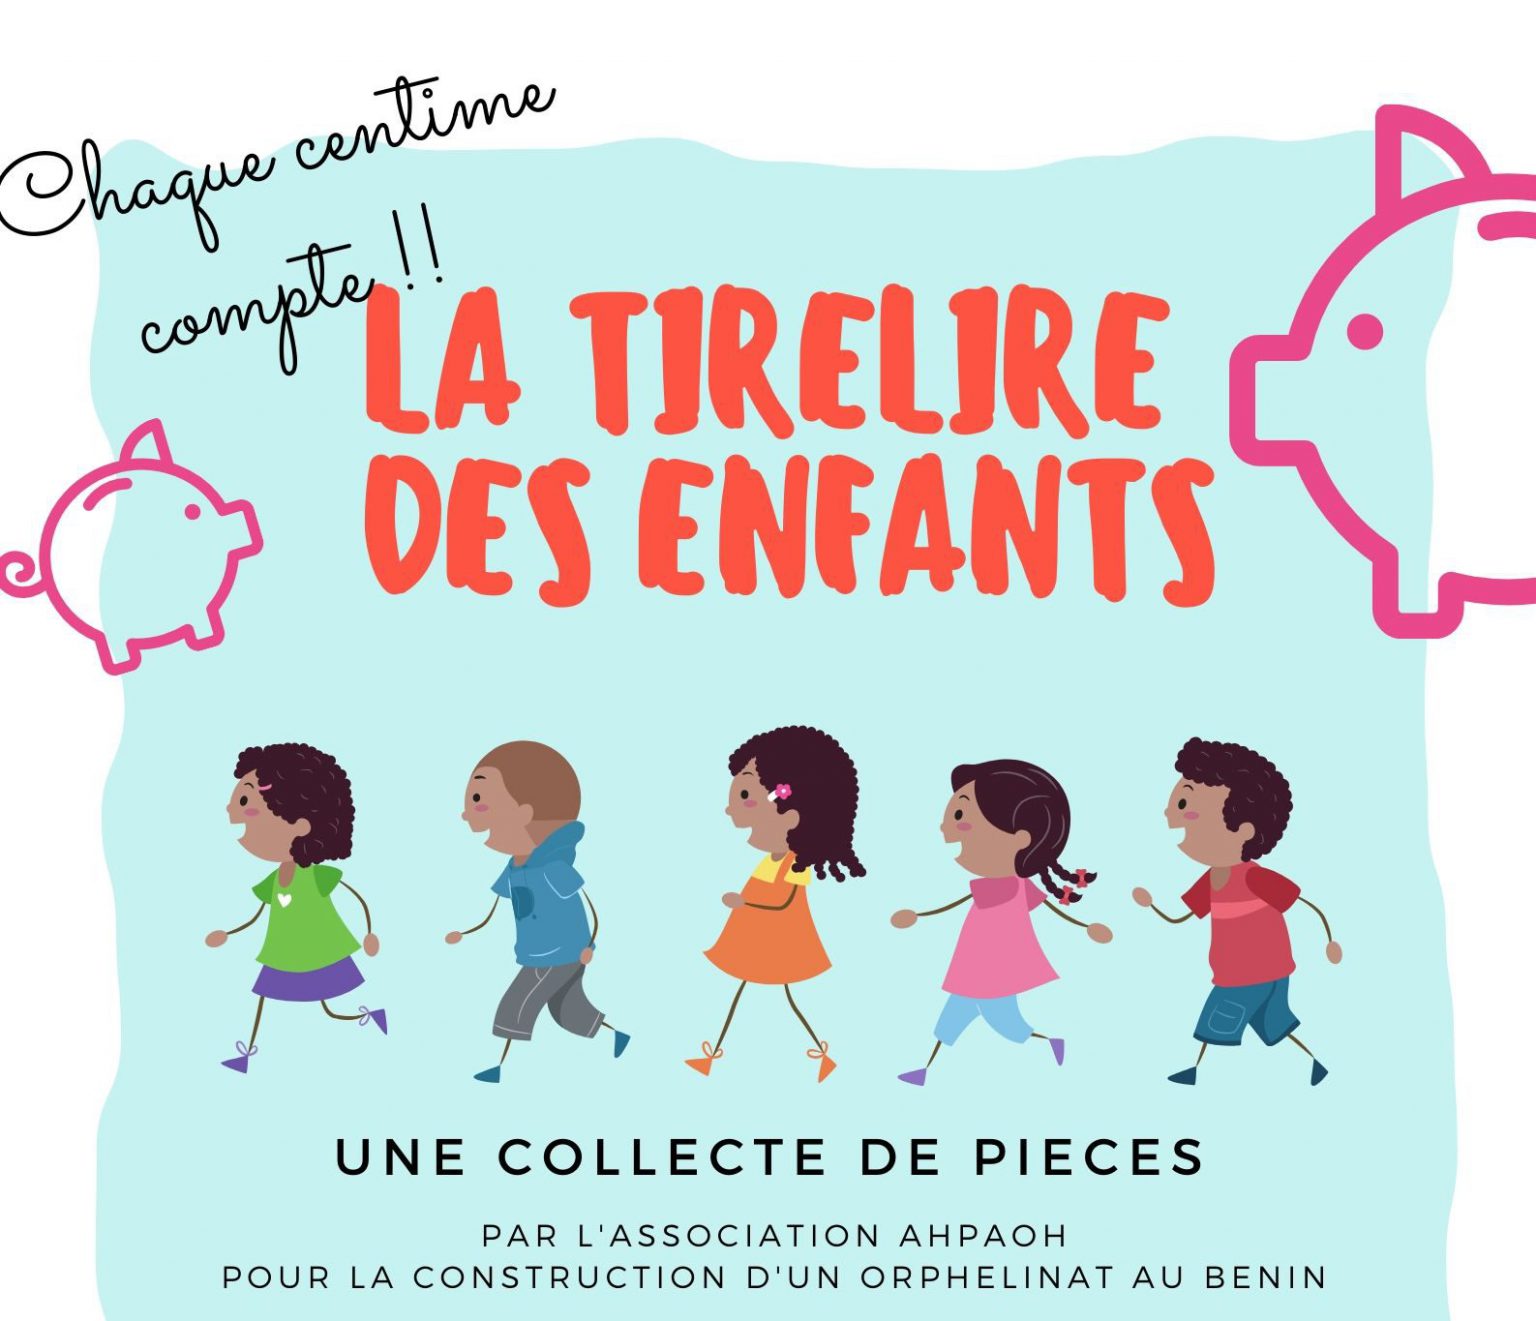 Chaque centime
compte !!
LA TIRELIRE
DES ENFANTS
UNE COLLECTE DE PIECES
PAR L'ASSOCIATION AHPAOH
POUR LA CONSTRUCTION D'UN ORPHELINAT AU BENIN